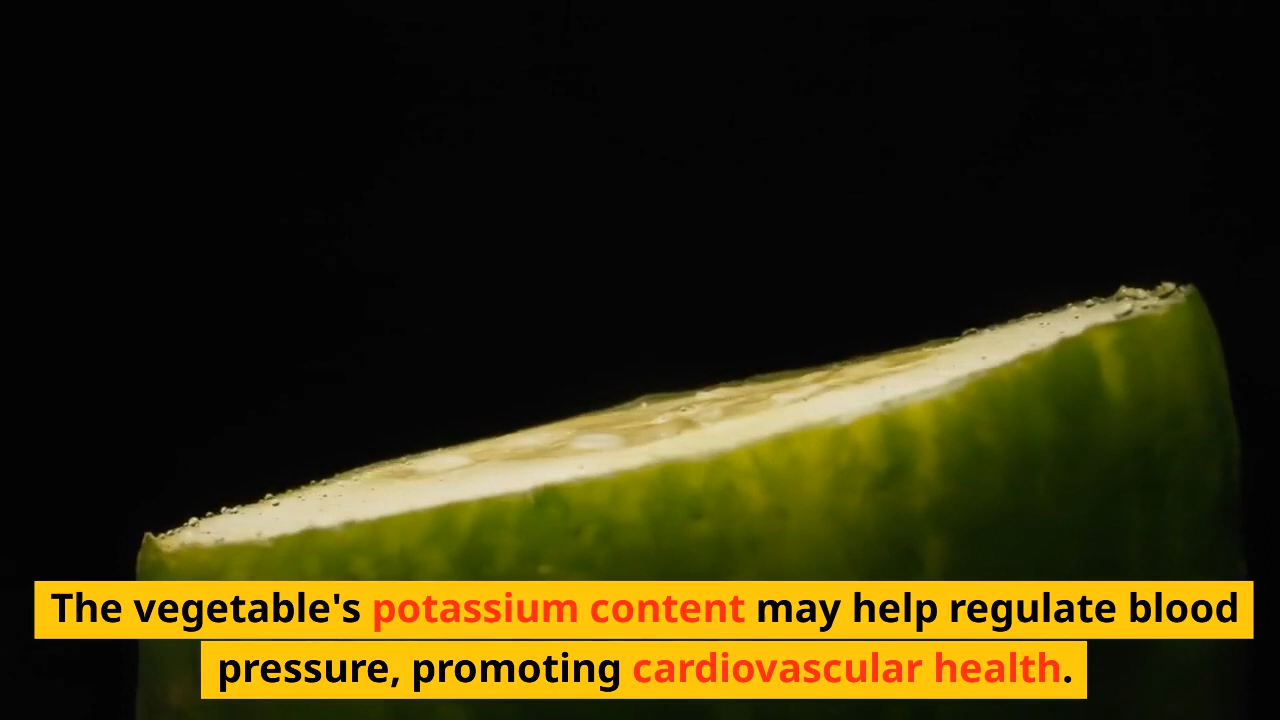 The vegetable's potassium content may help regulate blood
pressure, promoting cardiovascular health.